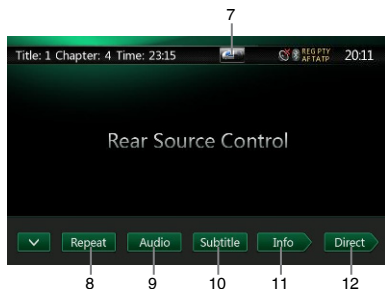 7
Title: 1 Chapter: 4 Time: 23:15 REG PTY 20:11
AF TA TP
Rear Source Control
Repeat Audio Subtitle Info Direct
8 9 10 11 12